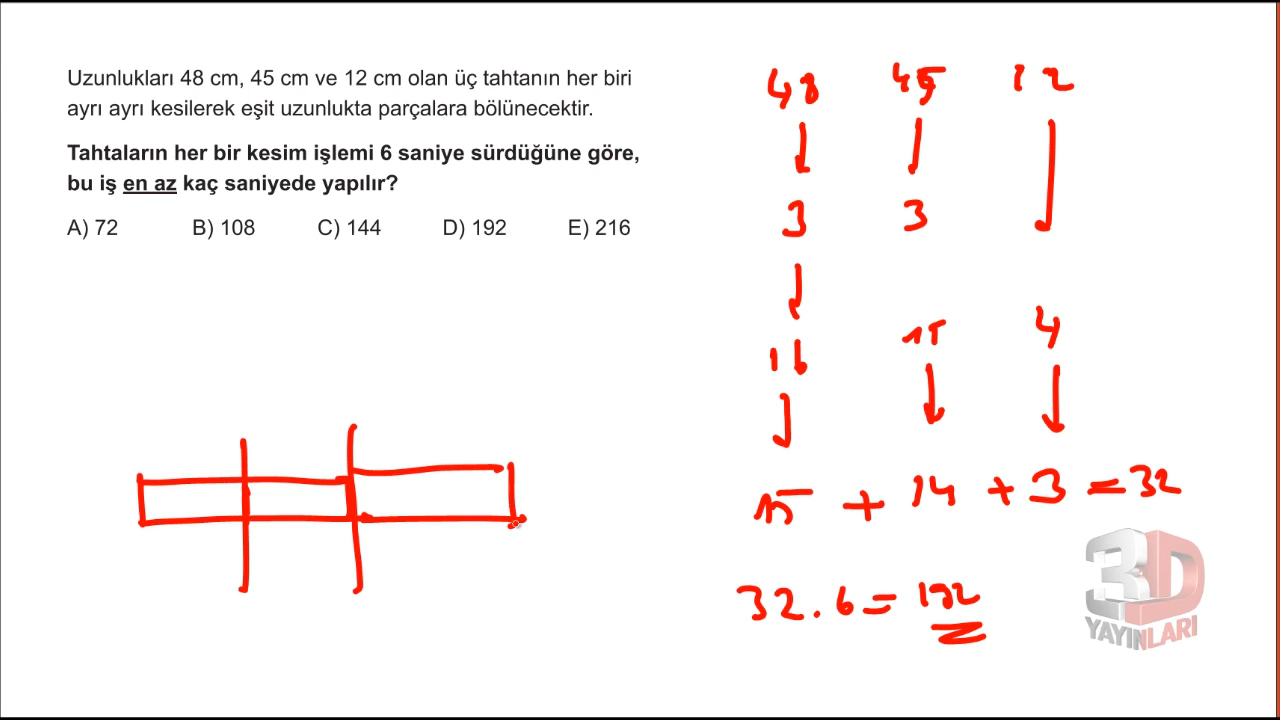 Uzunlukları 48 cm, 45 cm ve 12 cm olan üç tahtanın her biri
ayrı ayrı kesilerek eşit uzunlukta parçalara bölünecektir.
Tahtaların her bir kesim işlemi 6 saniye sürdüğüne göre,
bu iş en az kaç saniyede yapılır?
A) 72 B) 108 C) 144 D) 192 E) 216
48 45 12
3 3
16 15 4
15 + 14 + 3 = 32
32 . 6 = 192
3D
YAYINLARI